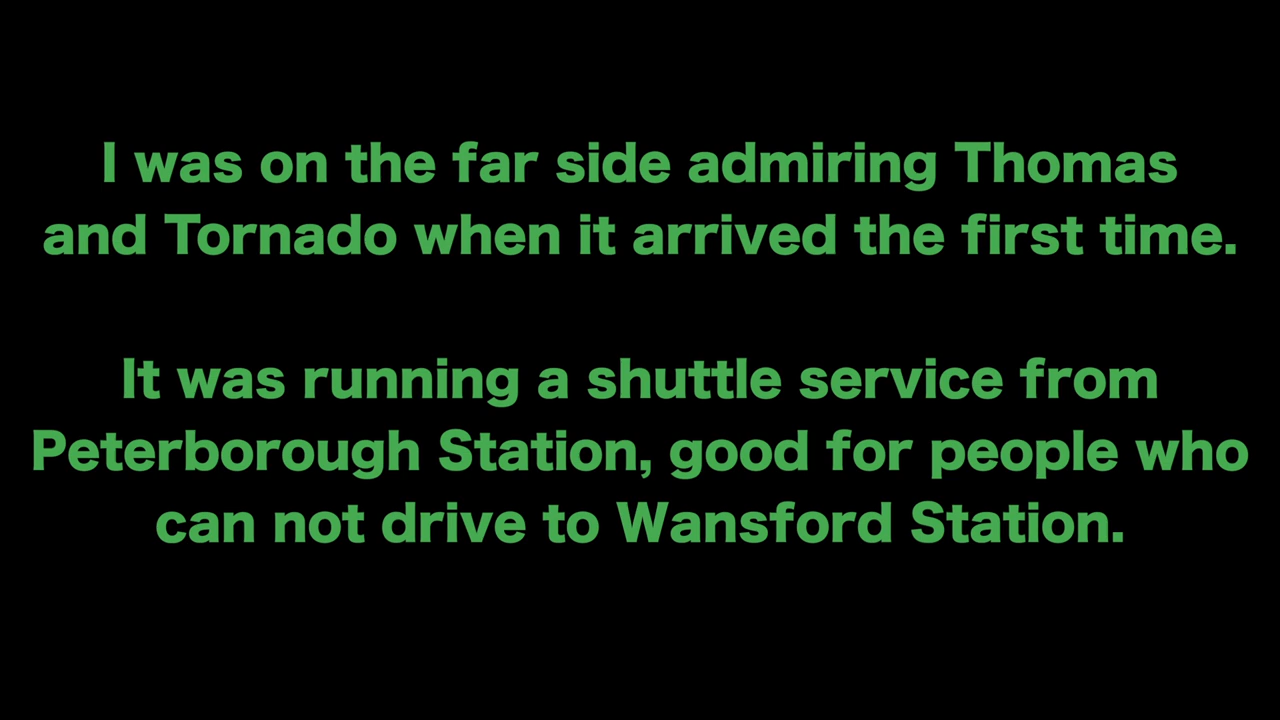 I was on the far side admiring Thomas
and Tornado when it arrived the first time.
It was running a shuttle service from
Peterborough Station, good for people who
can not drive to Wansford Station.